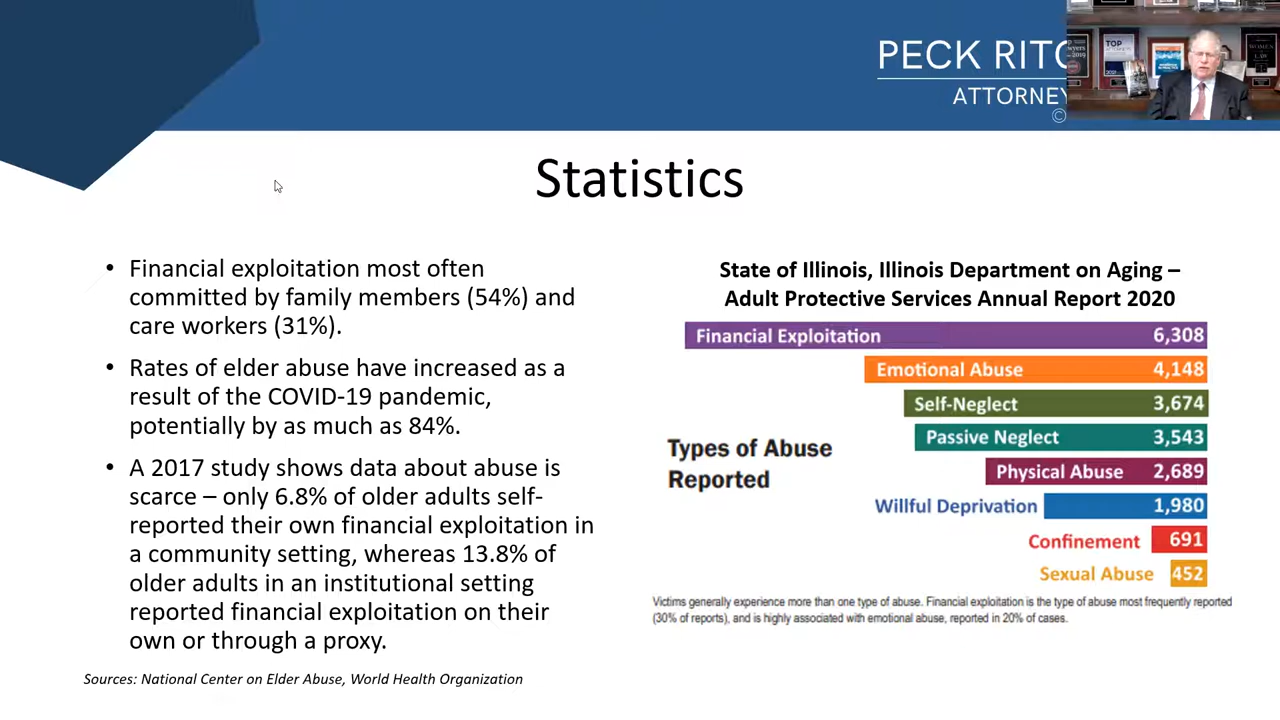 PECK RITC
ATTORNEY
©
Statistics
• Financial exploitation most often
committed by family members (54%) and
care workers (31%).
• Rates of elder abuse have increased as a
result of the COVID-19 pandemic,
potentially by as much as 84%.
• A 2017 study shows data about abuse is
scarce – only 6.8% of older adults self-
reported their own financial exploitation in
a community setting, whereas 13.8% of
older adults in an institutional setting
reported financial exploitation on their
own or through a proxy.
Sources: National Center on Elder Abuse, World Health Organization
State of Illinois, Illinois Department on Aging –
Adult Protective Services Annual Report 2020
Financial Exploitation 6,308
Emotional Abuse 4,148
Self-Neglect 3,674
Passive Neglect 3,543
Types of Abuse
Reported
Physical Abuse 2,689
Willful Deprivation 1,980
Confinement 691
Sexual Abuse 452
Victims generally experience more than one type of abuse. Financial exploitation is the type of abuse most frequently reported
(30% of reports), and is highly associated with emotional abuse, reported in 20% of cases.
TOP